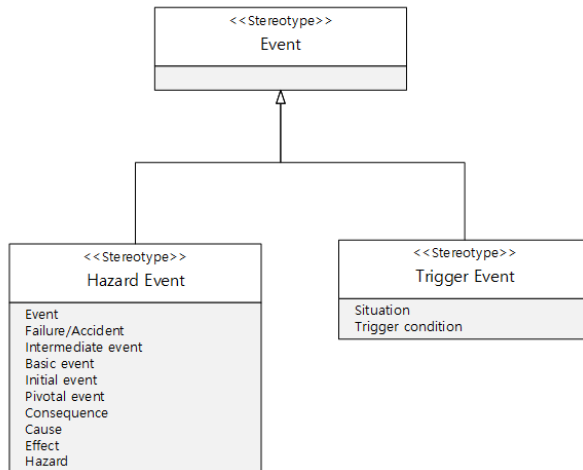 <<Stereotype>>
Event
<<Stereotype>>
Hazard Event
Event
Failure/Accident
Intermediate event
Basic event
Initial event
Pivotal event
Consequence
Cause
Effect
Hazard
<<Stereotype>>
Trigger Event
Situation
Trigger condition